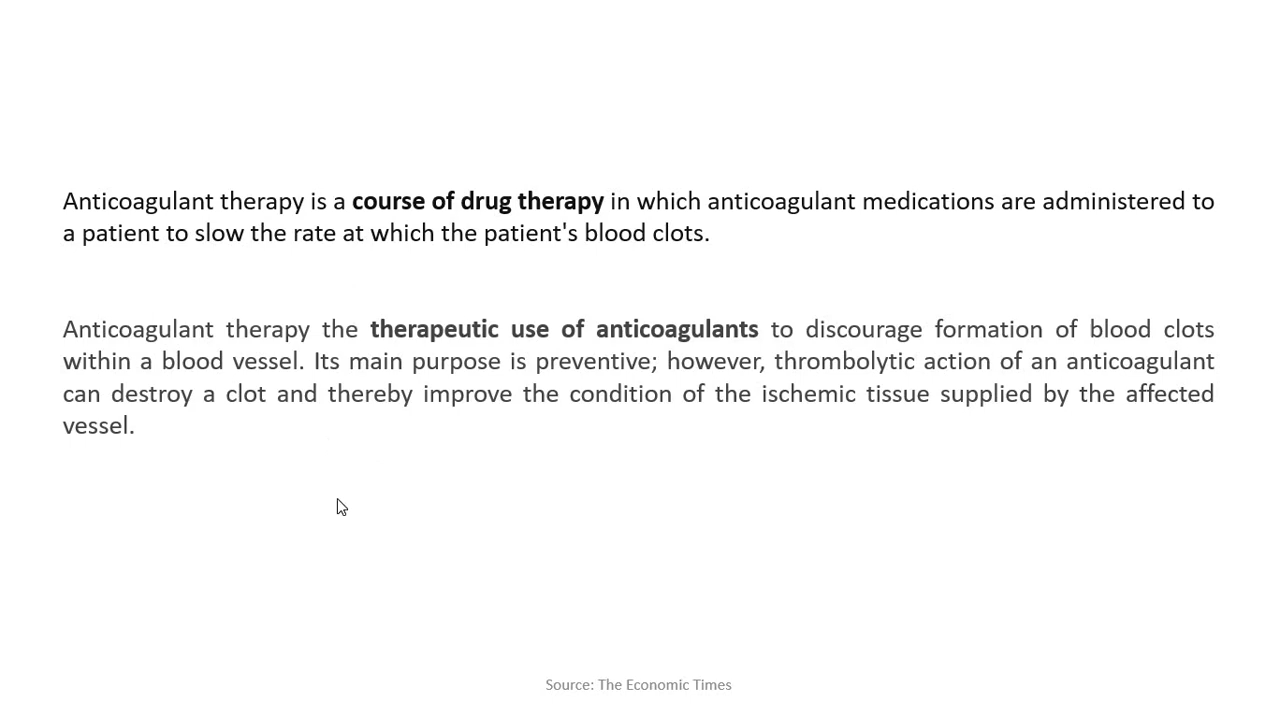 Anticoagulant therapy is a course of drug therapy in which anticoagulant medications are administered to
a patient to slow the rate at which the patient's blood clots.
Anticoagulant therapy the therapeutic use of anticoagulants to discourage formation of blood clots
within a blood vessel. Its main purpose is preventive; however, thrombolytic action of an anticoagulant
can destroy a clot and thereby improve the condition of the ischemic tissue supplied by the affected
vessel.
Source: The Economic Times